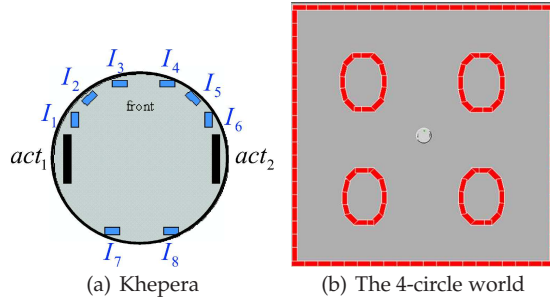 I₃ I₄
I₂ I₅
front
I₁ I₆
act₁ act₂
I₇ I₈
(a) Khepera
(b) The 4-circle world